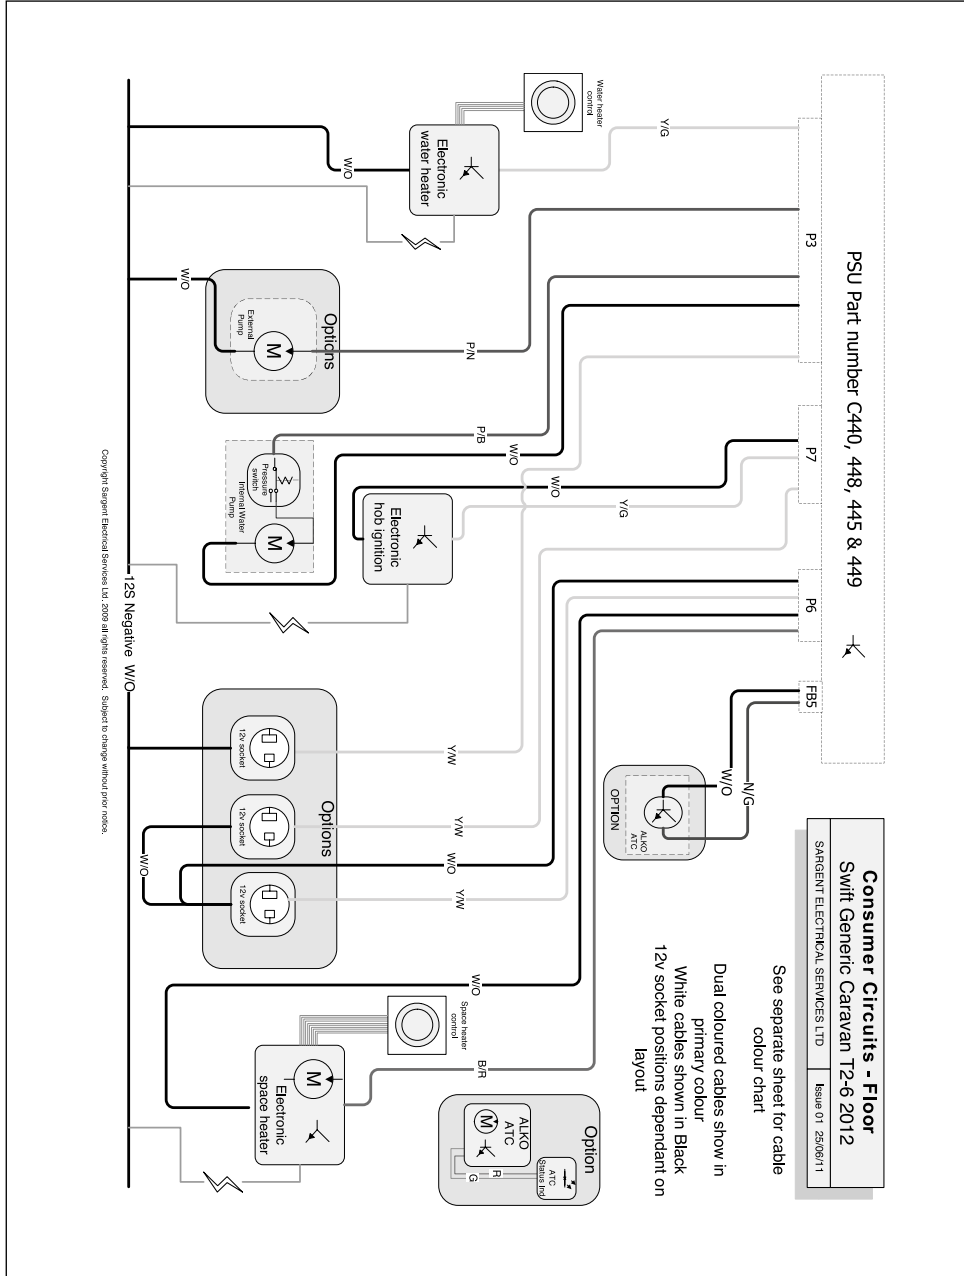 PSU Part number C440, 448, 445 & 449
P3
P7
P6
FB5
Water heater
control
Y/G
Electronic
water heater
W/O
W/O
Options
External
Pump
M
P/N
P/B
W/O
Pressure
switch
Internal Water
Pump
M
W/O
Electronic
hob ignition
Y/G
12S Negative W/O
Options
12v socket
Y/W
12v socket
Y/W
12v socket
Y/W
W/O
W/O
N/G
W/O
OPTION
ALKO
ATC
W/O
Space heater
control
B/R
M
Electronic
space heater
Option
ALKO
ATC
M
ATC
Status Ind
R
G
Consumer Circuits - Floor
Swift Generic Caravan T2-6 2012
SARGENT ELECTRICAL SERVICES LTD
Issue 01 25/06/11
See separate sheet for cable
colour chart
Dual coloured cables show in
primary colour
White cables shown in Black
12v socket positions dependant on
layout
Copyright Sargent Electrical Services Ltd. 2009 all rights reserved. Subject to change without prior notice.